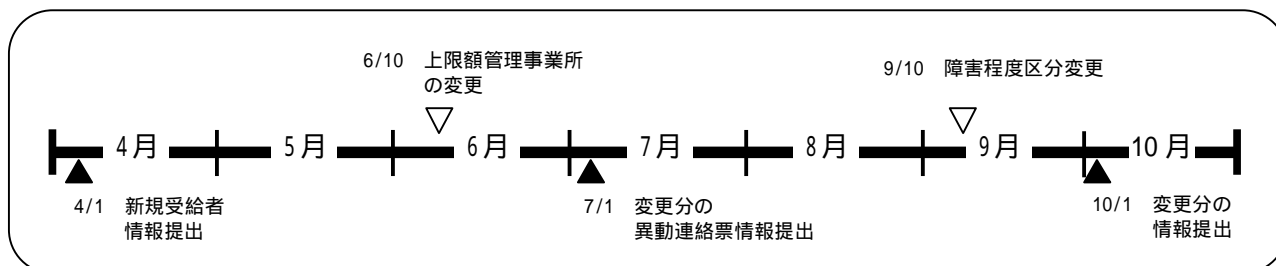 6/10 上限額管理事業所
の変更
9/10 障害程度区分変更
4月 5月 6月 7月 8月 9月 10月
4/1 新規受給者
情報提出
7/1 変更分の
異動連絡票情報提出
10/1 変更分の
情報提出